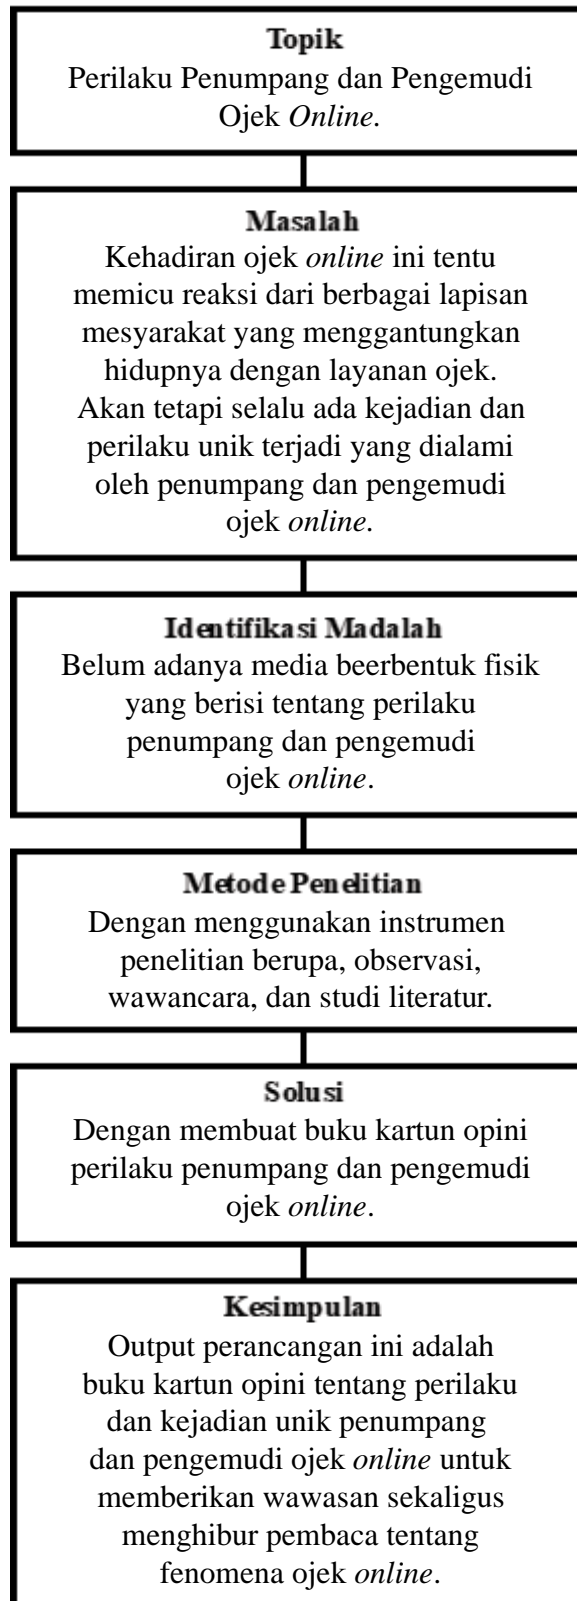 Topik
Perilaku Penumpang dan Pengemudi
Ojek Online.
Masalah
Kehadiran ojek online ini tentu
memicu reaksi dari berbagai lapisan
mesyarakat yang menggantungkan
hidupnya dengan layanan ojek.
Akan tetapi selalu ada kejadian dan
perilaku unik terjadi yang dialami
oleh penumpang dan pengemudi
ojek online.
Identifikasi Madalah
Belum adanya media beerbentuk fisik
yang berisi tentang perilaku
penumpang dan pengemudi
ojek online.
Metode Penelitian
Dengan menggunakan instrumen
penelitian berupa, observasi,
wawancara, dan studi literatur.
Solusi
Dengan membuat buku kartun opini
perilaku penumpang dan pengemudi
ojek online.
Kesimpulan
Output perancangan ini adalah
buku kartun opini tentang perilaku
dan kejadian unik penumpang
dan pengemudi ojek online untuk
memberikan wawasan sekaligus
menghibur pembaca tentang
fenomena ojek online.